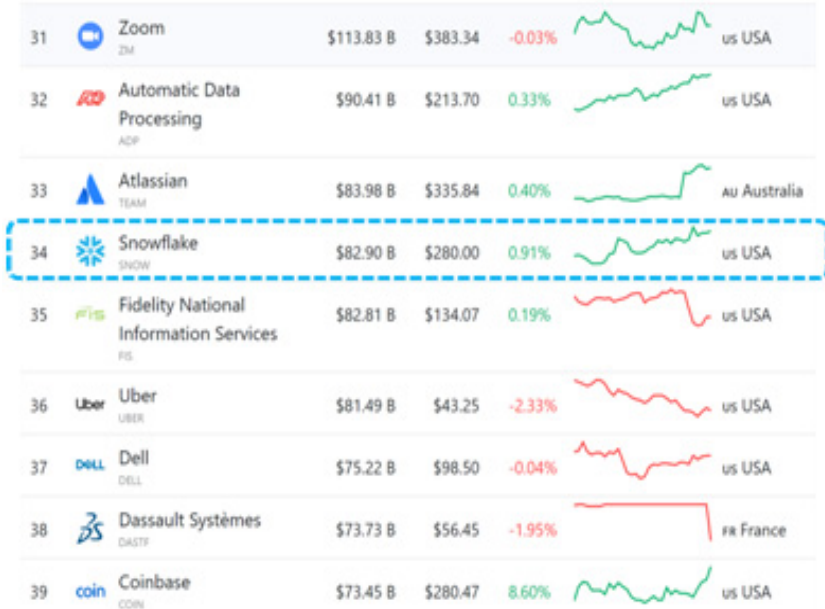 31 Zoom $113.83 B $383.34 -0.03% us USA
ZM
32 ADP Automatic Data $90.41 B $213.70 0.33% us USA
Processing
ADP
33 Atlassian $83.98 B $335.84 0.40% AU Australia
TEAM
34 Snowflake $82.90 B $280.00 0.91% us USA
SNOW
35 FIS Fidelity National $82.81 B $134.07 0.19% us USA
Information Services
FIS
36 Uber Uber $81.49 B $43.25 -2.33% us USA
UBER
37 DELL Dell $75.22 B $98.50 -0.04% us USA
DELL
38 Dassault Systèmes $73.73 B $56.45 -1.95% FR France
DASTF
39 coin Coinbase $73.45 B $280.47 8.60% us USA
COIN